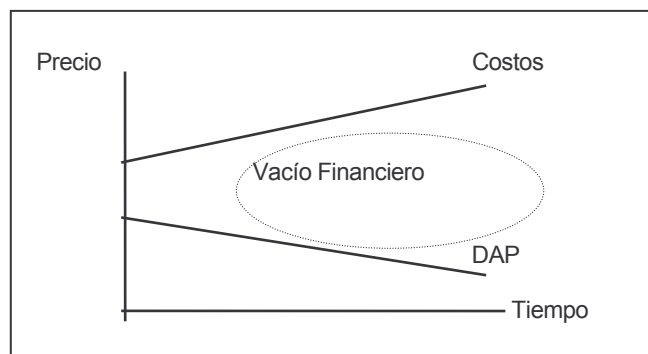 Precio
Costos
Vacío Financiero
DAP
Tiempo